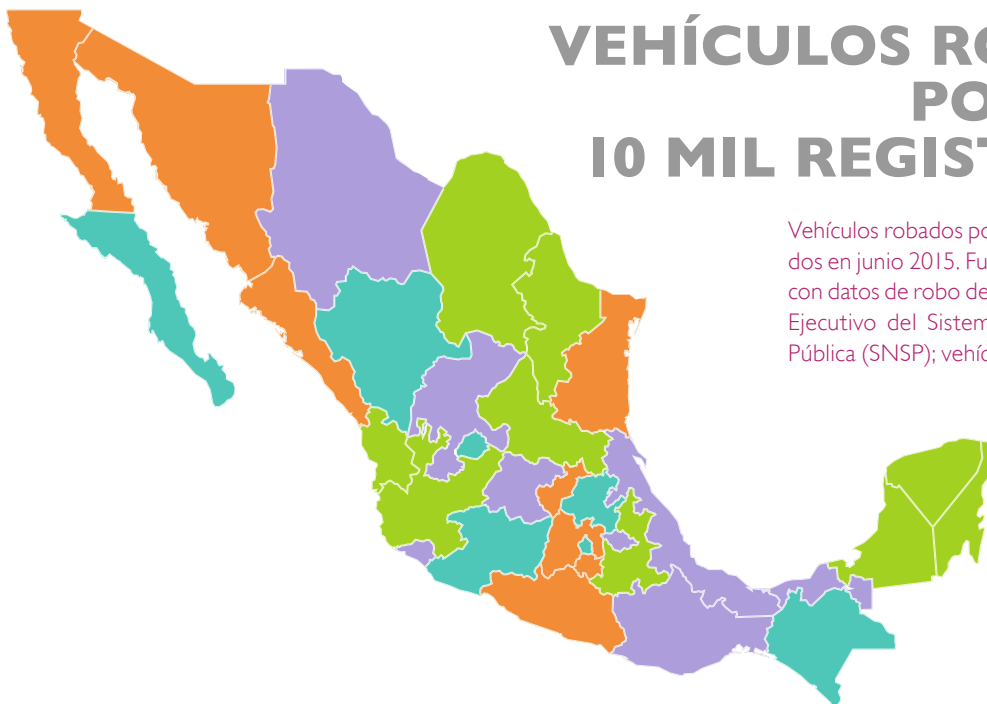 VEHÍCULOS RO
PO
10 MIL REGIST
Vehículos robados po
dos en junio 2015. Fu
con datos de robo de
Ejecutivo del Sistem
Pública (SNSP); vehíc